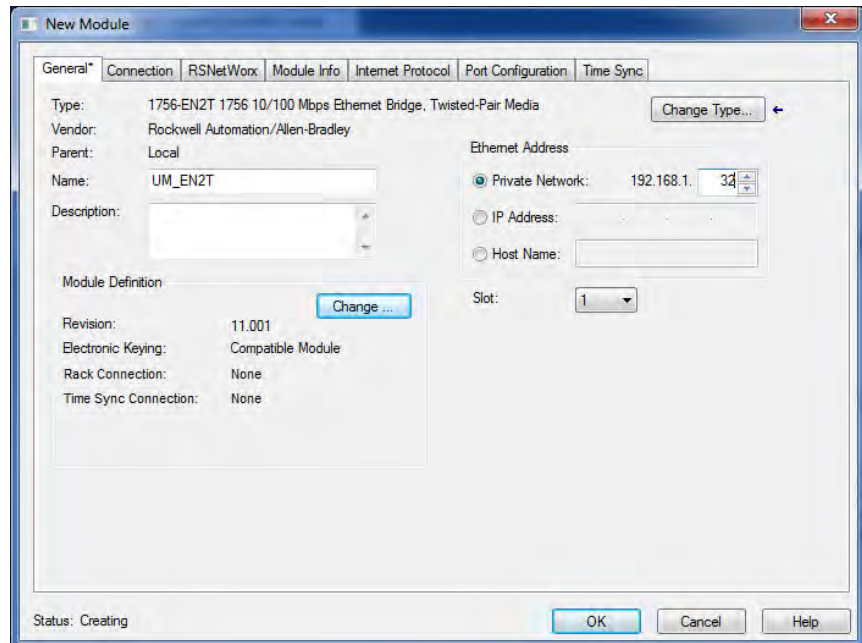 New Module
General* Connection RSNetWorx Module Info Internet Protocol Port Configuration Time Sync
Type: 1756-EN2T 1756 10/100 Mbps Ethernet Bridge, Twisted-Pair Media
Change Type...
Vendor: Rockwell Automation/Allen-Bradley
Parent: Local
Name: UM_EN2T
Description:
Ethernet Address
Private Network: 192.168.1. 32
IP Address:
Host Name:
Module Definition
Change ...
Slot: 1
Revision: 11.001
Electronic Keying: Compatible Module
Rack Connection: None
Time Sync Connection: None
Status: Creating
OK Cancel Help